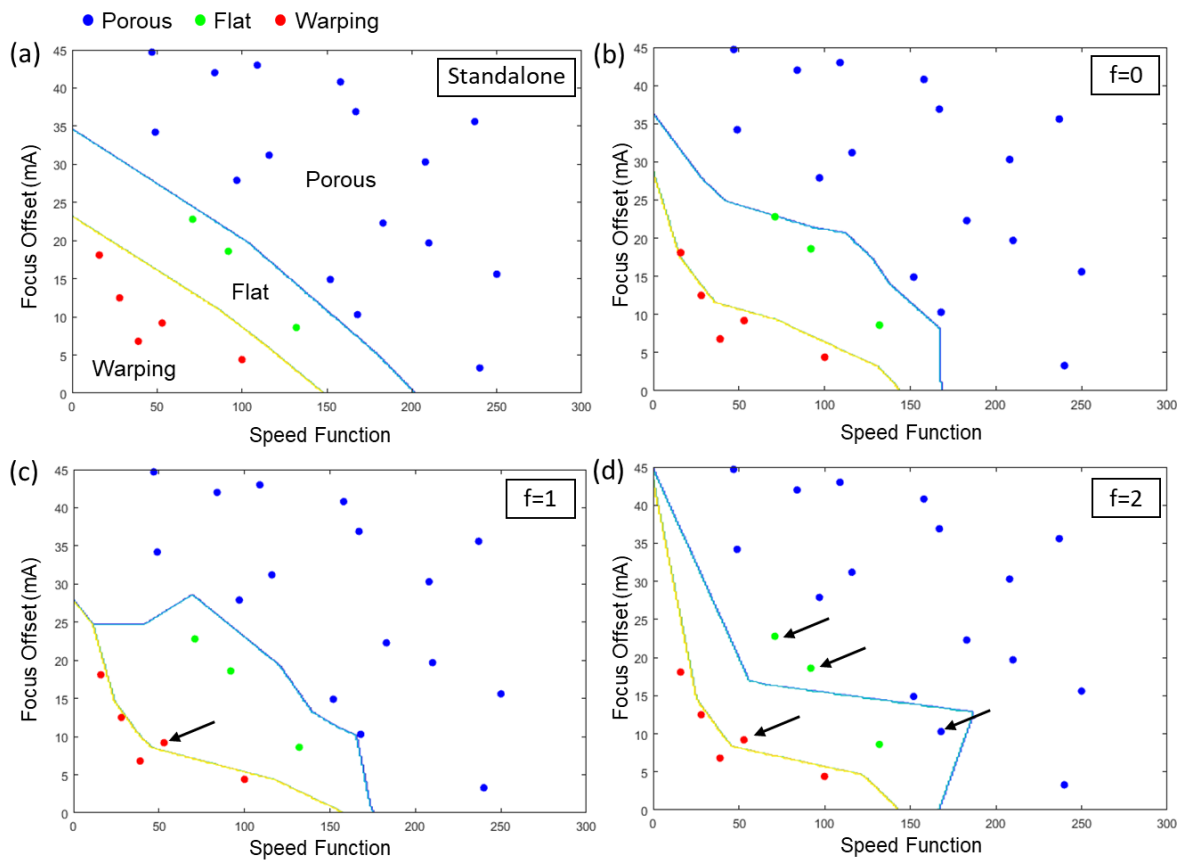 Porous Flat Warping
(a)
Standalone
Porous
Flat
Warping
Focus Offset (mA)
45
40
35
30
25
20
15
10
5
0
0 50 100 150 200 250 300
Speed Function
(b)
f=0
Focus Offset (mA)
45
40
35
30
25
20
15
10
5
0
0 50 100 150 200 250 300
Speed Function
(c)
f=1
Focus Offset (mA)
45
40
35
30
25
20
15
10
5
0
0 50 100 150 200 250 300
Speed Function
(d)
f=2
Focus Offset (mA)
45
40
35
30
25
20
15
10
5
0
0 50 100 150 200 250 300
Speed Function